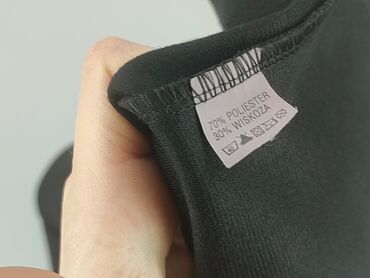 70% POLIESTER
30% WISKOZA